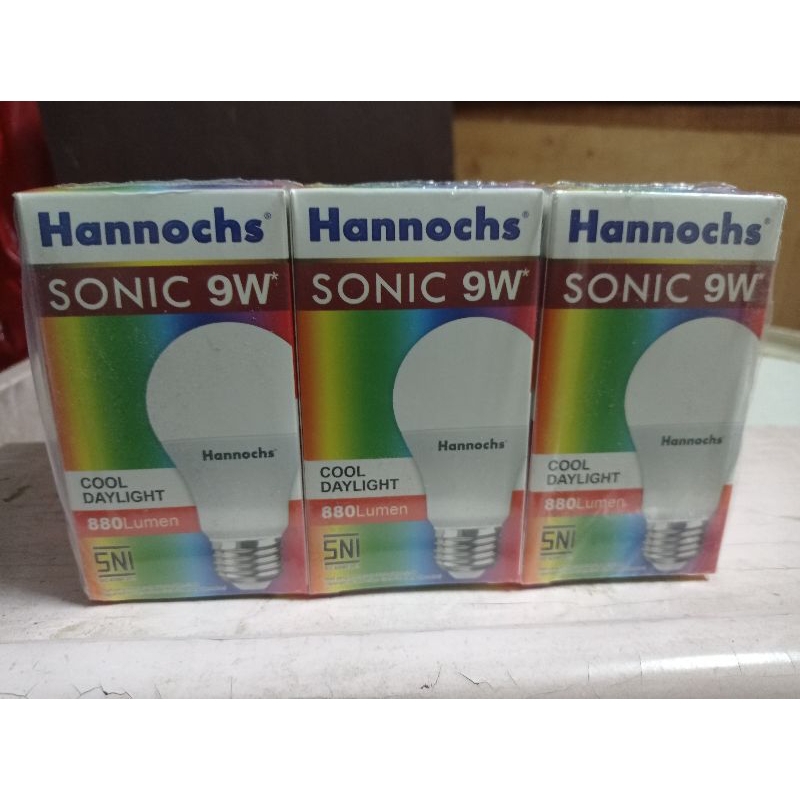 Hannochs®
SONIC 9W*
Hannochs
COOL
DAYLIGHT
880Lumen
SNI
Hannochs®
SONIC 9W*
Hannochs
COOL
DAYLIGHT
880Lumen
SNI
Hannochs®
SONIC 9W*
Hannochs
COOL
DAYLIGHT
880Lumen
SNI